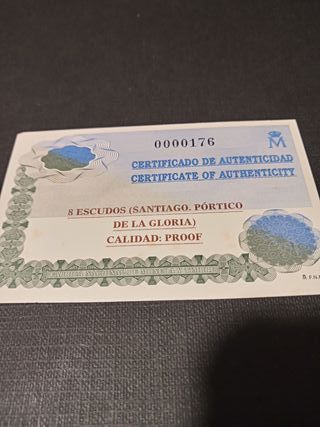 0000176
M
CERTIFICADO DE AUTENTICIDAD
CERTIFICATE OF AUTHENTICITY
8 ESCUDOS (SANTIAGO. PÓRTICO
DE LA GLORIA)
CALIDAD: PROOF